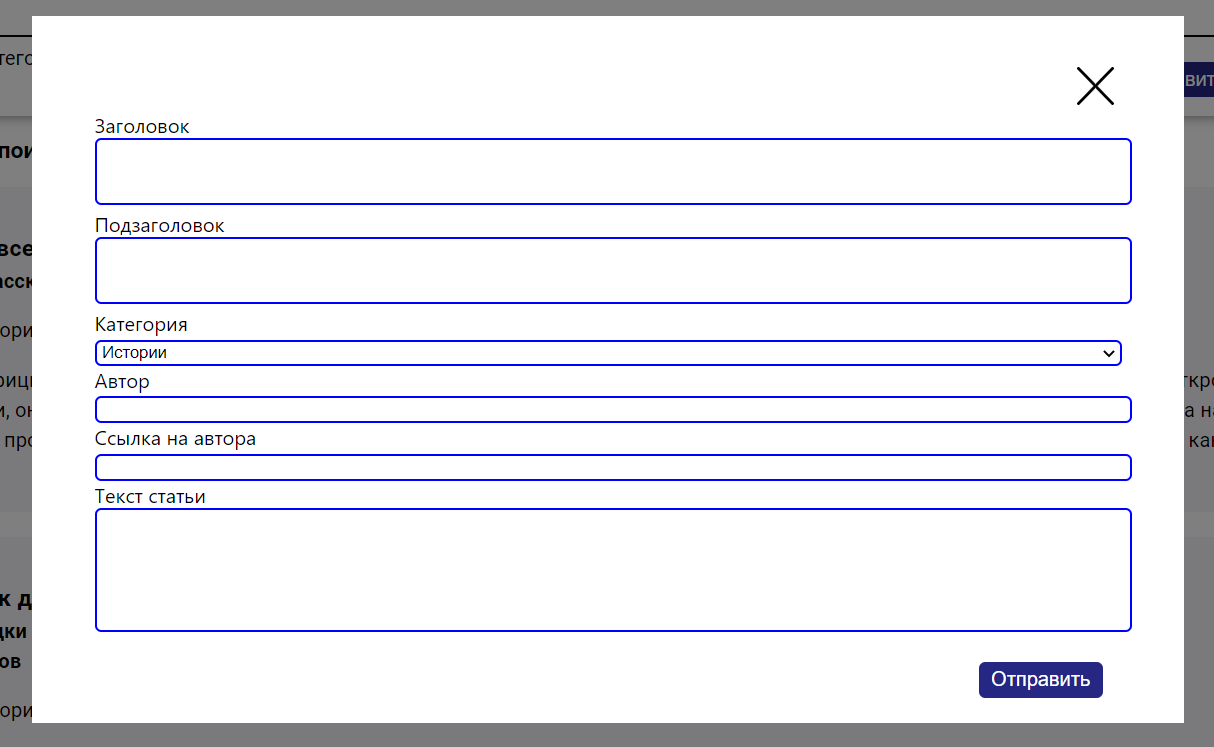 Заголовок
Подзаголовок
Категория
Истории
Автор
Ссылка на автора
Текст статьи
Отправить